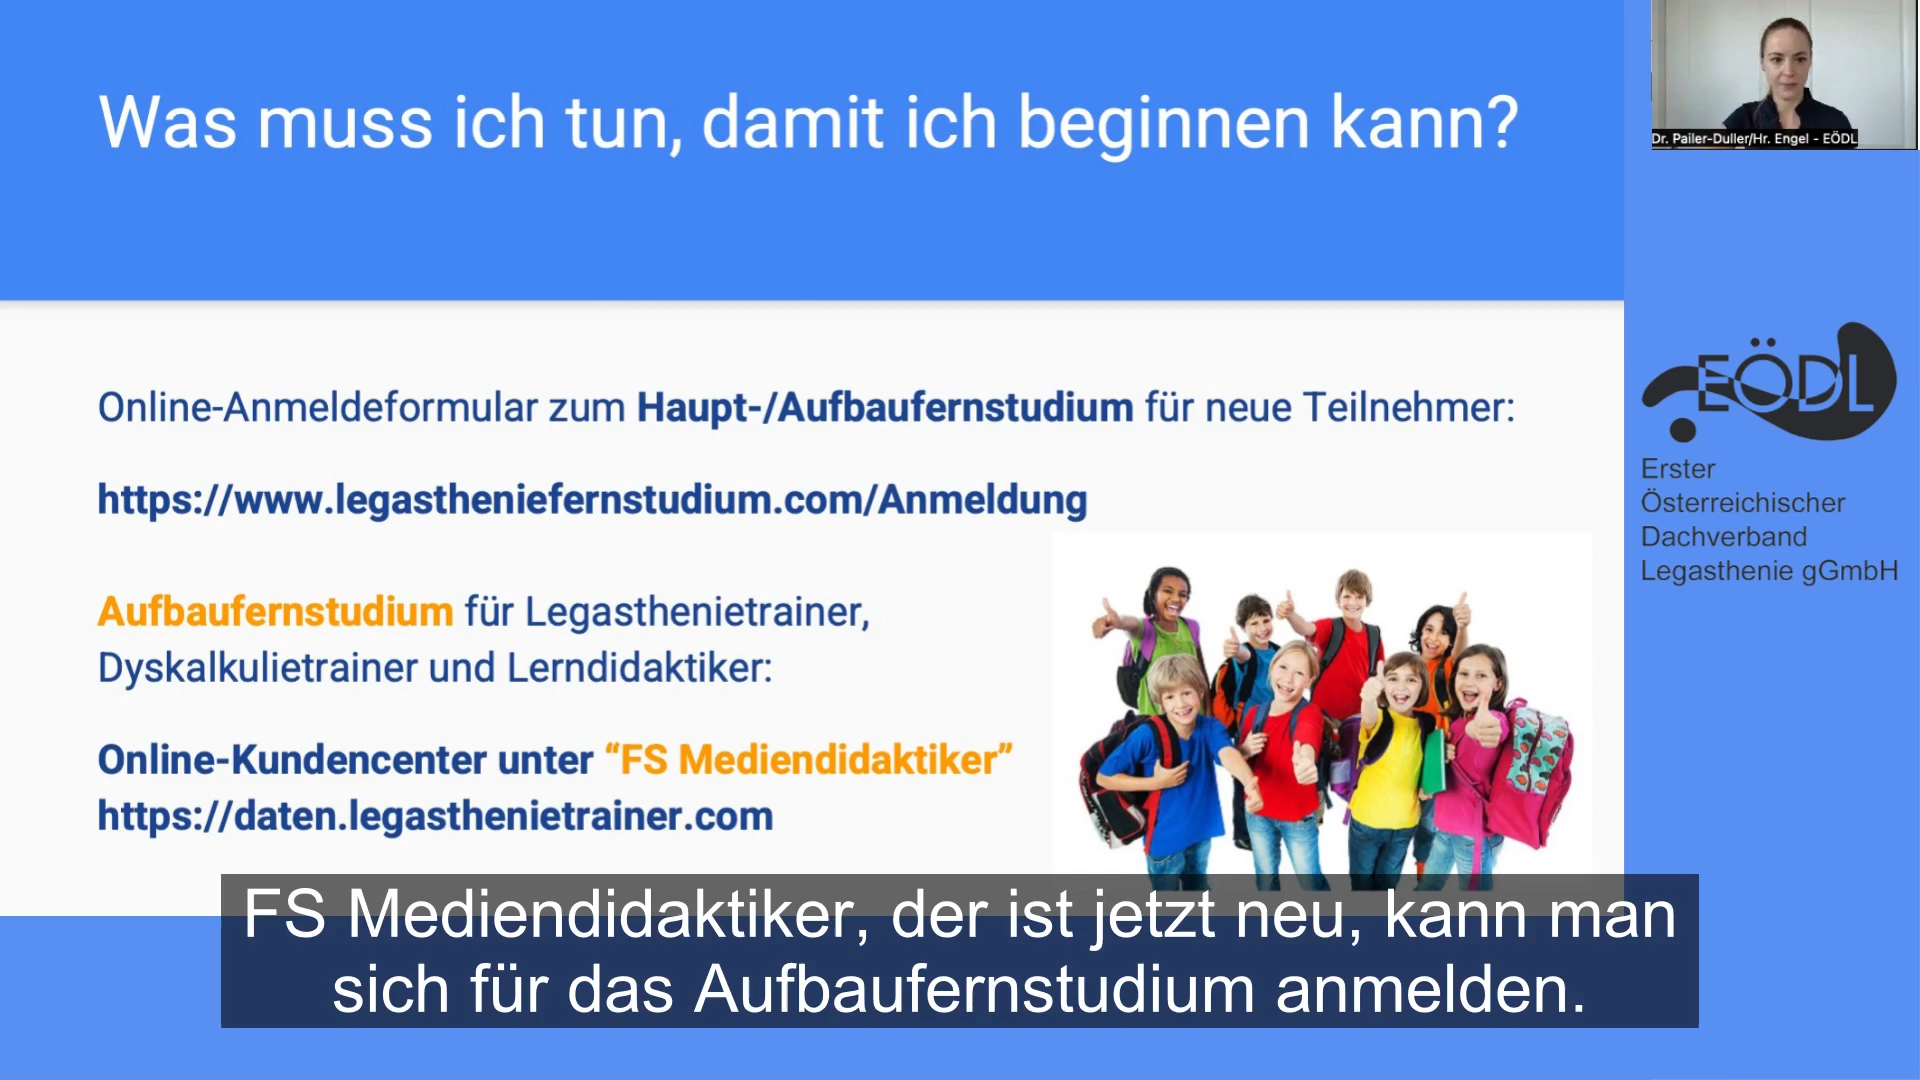 Was muss ich tun, damit ich beginnen kann?
Dr. Pailer-Duller/Hr. Engel - EÖDL
Online-Anmeldeformular zum Haupt-/Aufbaufernstudium für neue Teilnehmer:
https://www.legastheniefernstudium.com/Anmeldung
Aufbaufernstudium für Legasthenietrainer,
Dyskalkulietrainer und Lerndidaktiker:
Online-Kundencenter unter “FS Mediendidaktiker”
https://daten.legasthenietrainer.com
EÖDL
Erster
Österreichischer
Dachverband
Legasthenie gGmbH
FS Mediendidaktiker, der ist jetzt neu, kann man
sich für das Aufbaufernstudium anmelden.